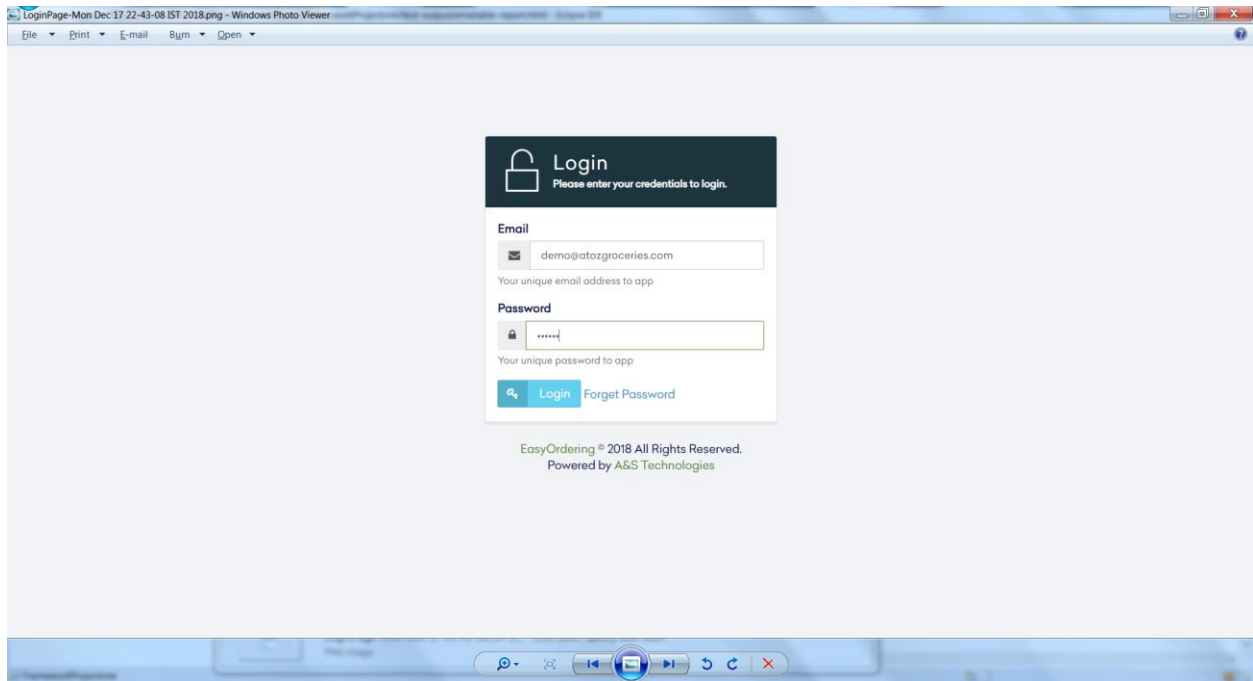 LoginPage-Mon Dec 17 22-43-08 IST 2018.png - Windows Photo Viewer
File Print E-mail Burn Open
Login
Please enter your credentials to login.
Email
demo@atozgroceries.com
Your unique email address to app
Password
••••••
Your unique password to app
Login Forget Password
EasyOrdering © 2018 All Rights Reserved.
Powered by A&S Technologies
PNG image